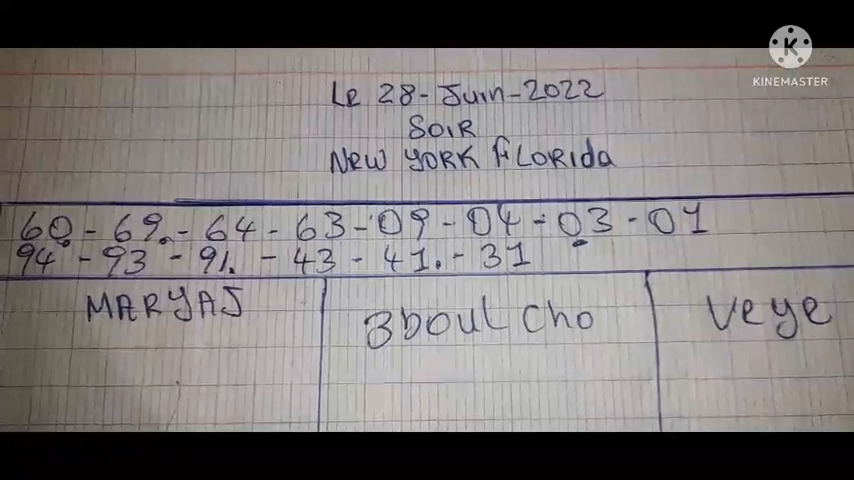 KINEMASTER
Le 28-Juin-2022
SOIR
NEW YORK FLORIda
60-69.-64-63-09-04-03-01
94-93-91.-43-41.-31
MARYAJ
3boul cho
veye